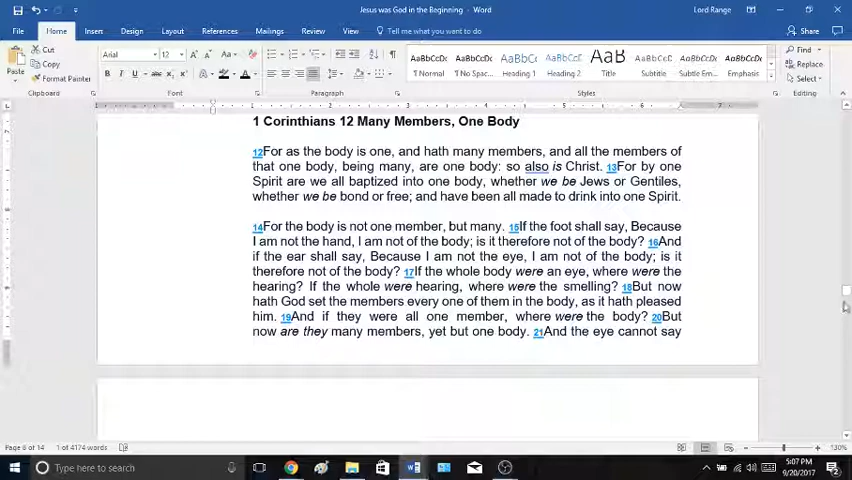 Jesus was God in the Beginning - Word
Lord Range
File Home Insert Draw Design Layout References Mailings Review View Tell me what you want to do
Share
Paste
Cut
Copy
Format Painter
Clipboard
Arial 12
Font
Paragraph
AaBbCcDc AaBbCcDc AaBbC AaBbCcC AaB AaBbCcD AaBbCcDc AaBbCcDc
¶ Normal ¶ No Spac... Heading 1 Heading 2 Title Subtitle Subtle Em... Emphasis
Styles
Find
Replace
Select
Editing
1 Corinthians 12 Many Members, One Body
12For as the body is one, and hath many members, and all the members of
that one body, being many, are one body: so also is Christ. 13For by one
Spirit are we all baptized into one body, whether we be Jews or Gentiles,
whether we be bond or free; and have been all made to drink into one Spirit.
14For the body is not one member, but many. 15If the foot shall say, Because
I am not the hand, I am not of the body; is it therefore not of the body? 16And
if the ear shall say, Because I am not the eye, I am not of the body; is it
therefore not of the body? 17If the whole body were an eye, where were the
hearing? If the whole were hearing, where were the smelling? 18But now
hath God set the members every one of them in the body, as it hath pleased
him. 19And if they were all one member, where were the body? 20But
now are they many members, yet but one body. 21And the eye cannot say
Page 8 of 14 1 of 4174 words
130%
Type here to search
5:07 PM
9/20/2017